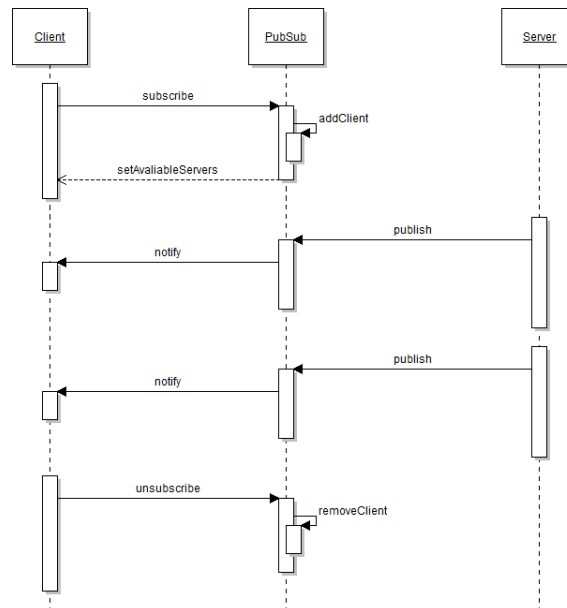 Client
PubSub
Server
subscribe
addClient
setAvaliableServers
publish
notify
publish
notify
unsubscribe
removeClient